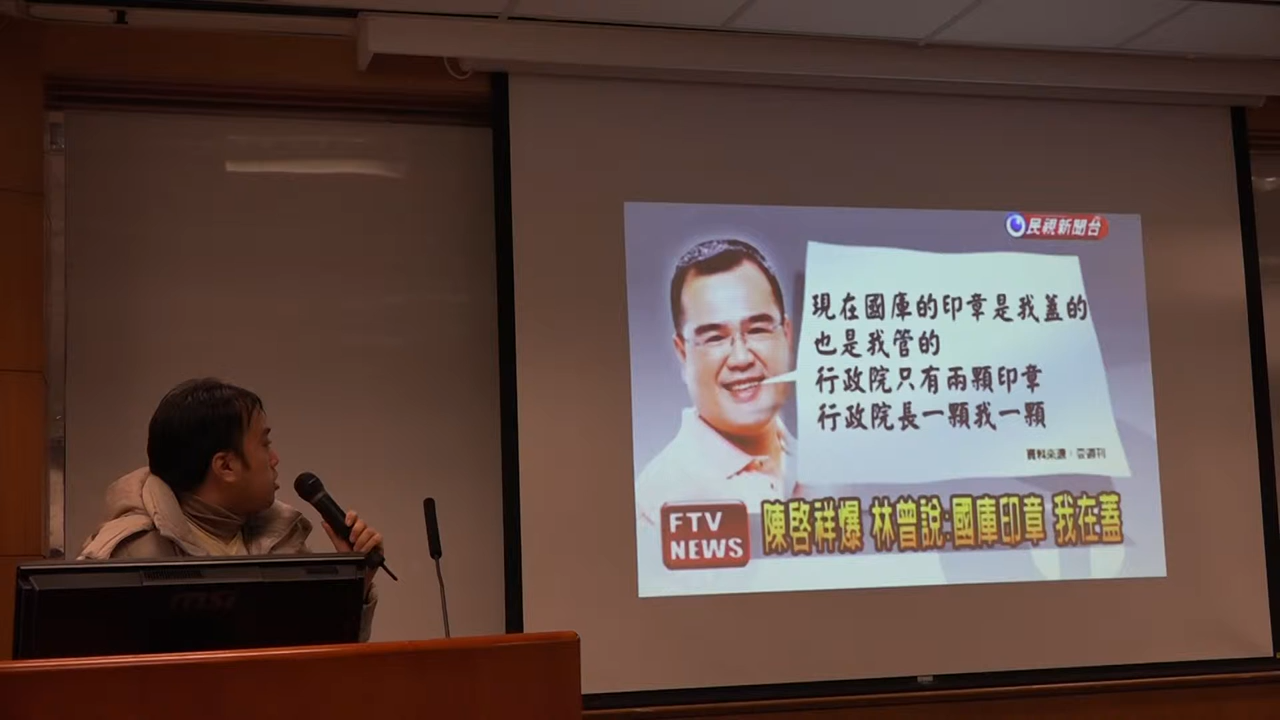 民視新聞台
現在國庫的印章是我蓋的
也是我管的
行政院只有兩顆印章
行政院長一顆我一顆
資料來源：壹週刊
FTV
NEWS
陳啓祥爆 林曾說:國庫印章 我在蓋
msi